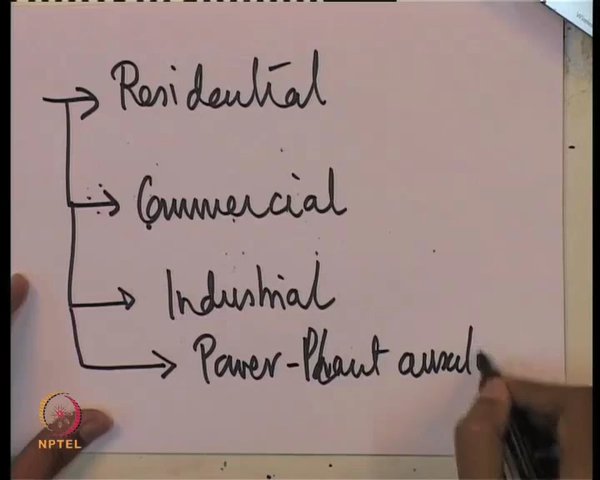 Residential
Commercial
Industrial
Power-Plant auxil
NPTEL